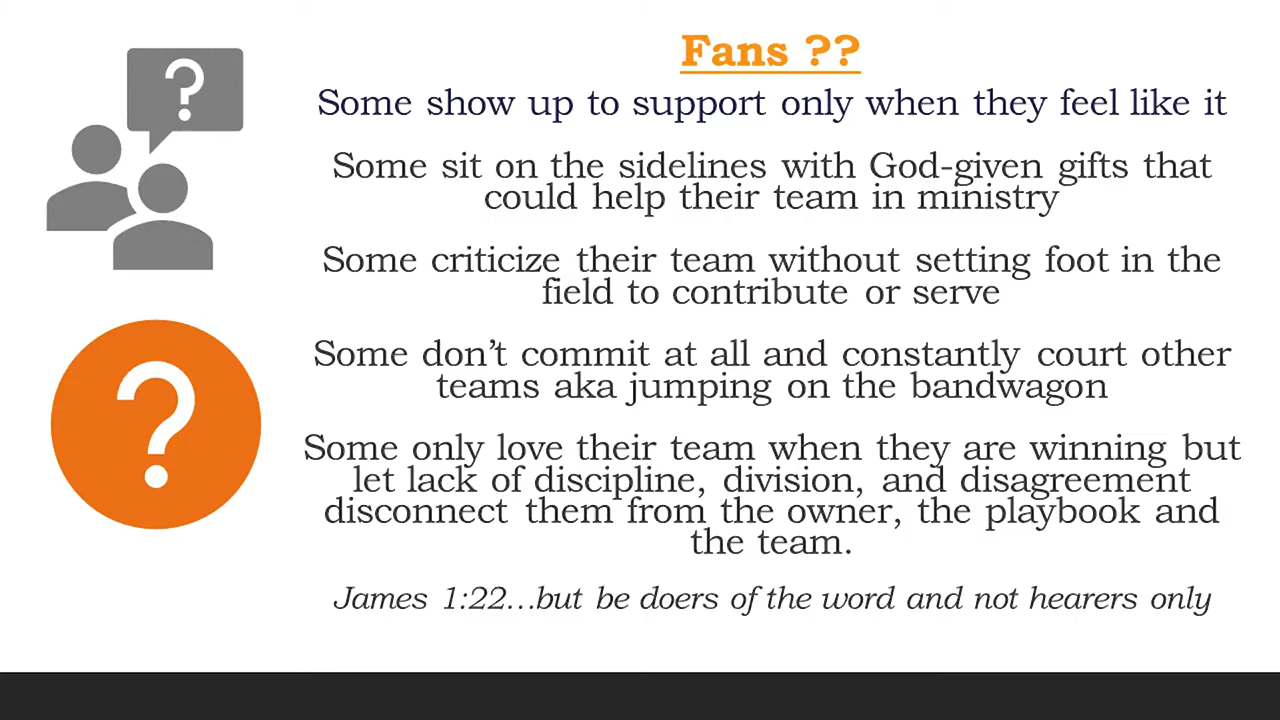 Fans ??
Some show up to support only when they feel like it
Some sit on the sidelines with God-given gifts that
could help their team in ministry
Some criticize their team without setting foot in the
field to contribute or serve
Some don’t commit at all and constantly court other
teams aka jumping on the bandwagon
Some only love their team when they are winning but
let lack of discipline, division, and disagreement
disconnect them from the owner, the playbook and
the team.
James 1:22…but be doers of the word and not hearers only